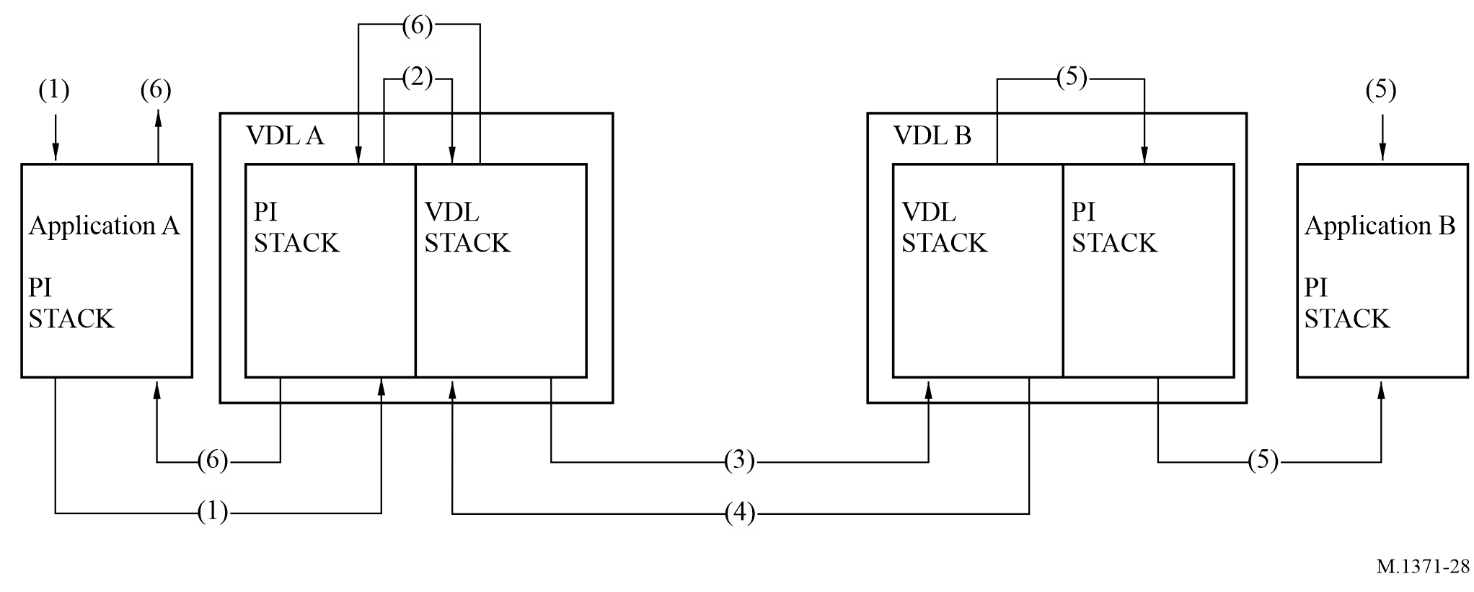 (6)
(1)
(6)
(2)
(5)
(5)
VDL A
VDL B
Application A
PI
STACK
PI
STACK
VDL
STACK
VDL
STACK
PI
STACK
Application B
PI
STACK
(6)
(3)
(5)
(1)
(4)
M.1371-28